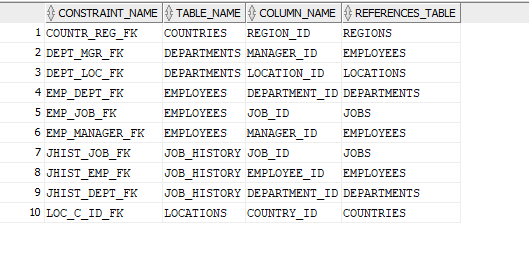 CONSTRAINT_NAME TABLE_NAME COLUMN_NAME REFERENCES_TABLE
1 COUNTR_REG_FK COUNTRIES REGION_ID REGIONS
2 DEPT_MGR_FK DEPARTMENTS MANAGER_ID EMPLOYEES
3 DEPT_LOC_FK DEPARTMENTS LOCATION_ID LOCATIONS
4 EMP_DEPT_FK EMPLOYEES DEPARTMENT_ID DEPARTMENTS
5 EMP_JOB_FK EMPLOYEES JOB_ID JOBS
6 EMP_MANAGER_FK EMPLOYEES MANAGER_ID EMPLOYEES
7 JHIST_JOB_FK JOB_HISTORY JOB_ID JOBS
8 JHIST_EMP_FK JOB_HISTORY EMPLOYEE_ID EMPLOYEES
9 JHIST_DEPT_FK JOB_HISTORY DEPARTMENT_ID DEPARTMENTS
10 LOC_C_ID_FK LOCATIONS COUNTRY_ID COUNTRIES